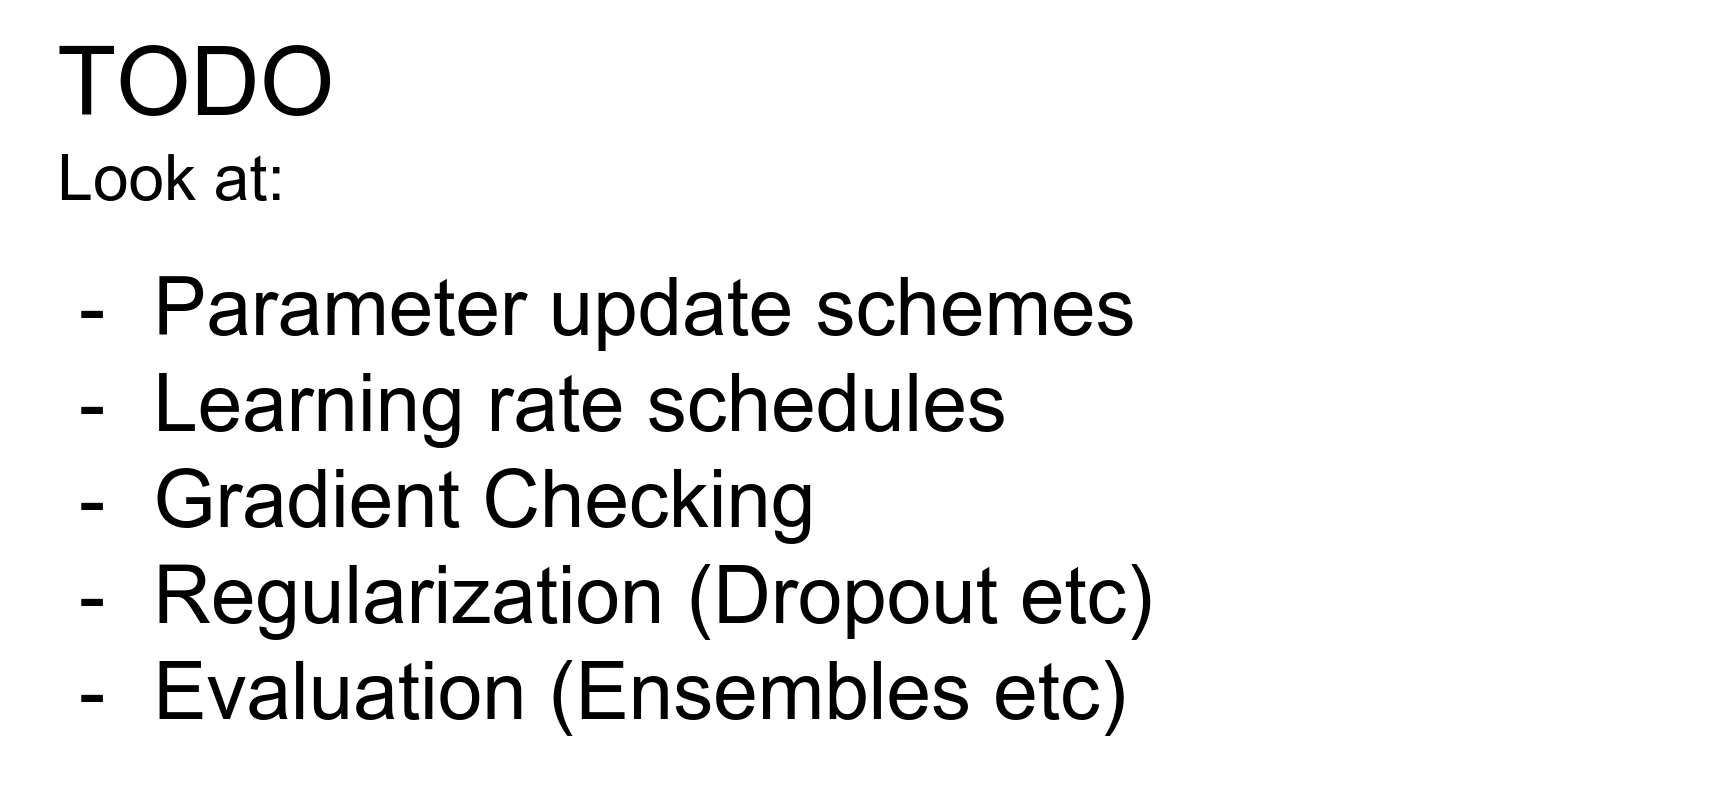 TODO
Look at:
- Parameter update schemes
- Learning rate schedules
- Gradient Checking
- Regularization (Dropout etc)
- Evaluation (Ensembles etc)